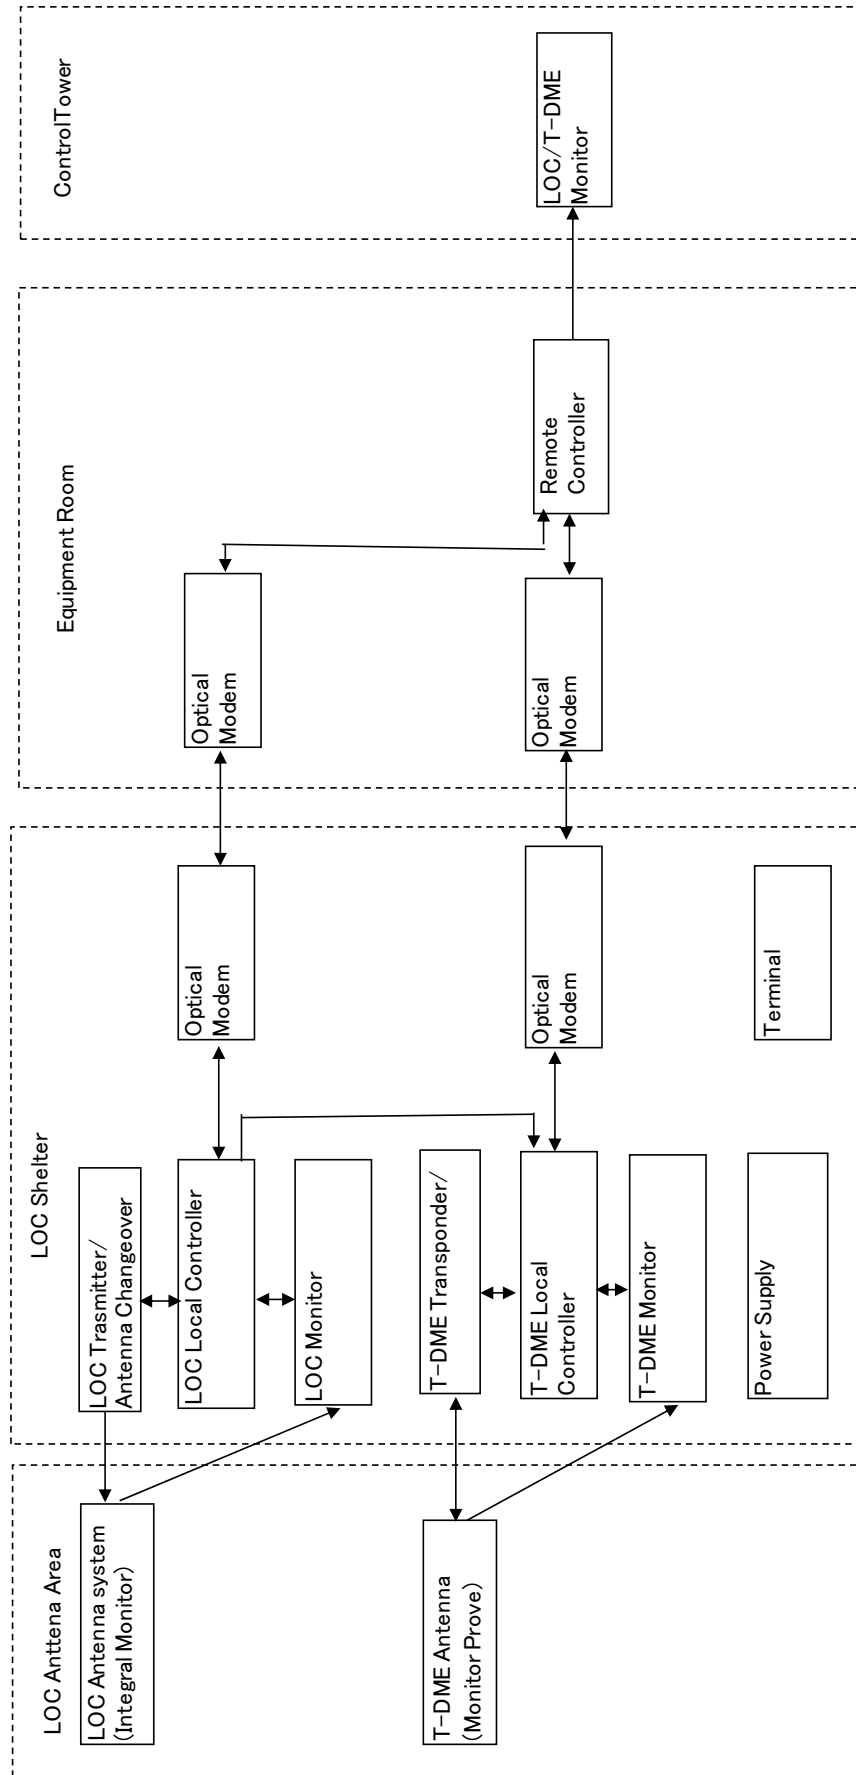 LOC Anttena Area
LOC Antenna system
(Integral Monitor)
T-DME Antenna
(Monitor Prove)
LOC Shelter
LOC Trasmitter/
Antenna Changeover
LOC Local Controller
LOC Monitor
T-DME Transponder/
T-DME Local
Controller
T-DME Monitor
Power Supply
Optical
Modem
Optical
Modem
Terminal
Equipment Room
Optical
Modem
Optical
Modem
Remote
Controller
ControlTower
LOC/T-DME
Monitor